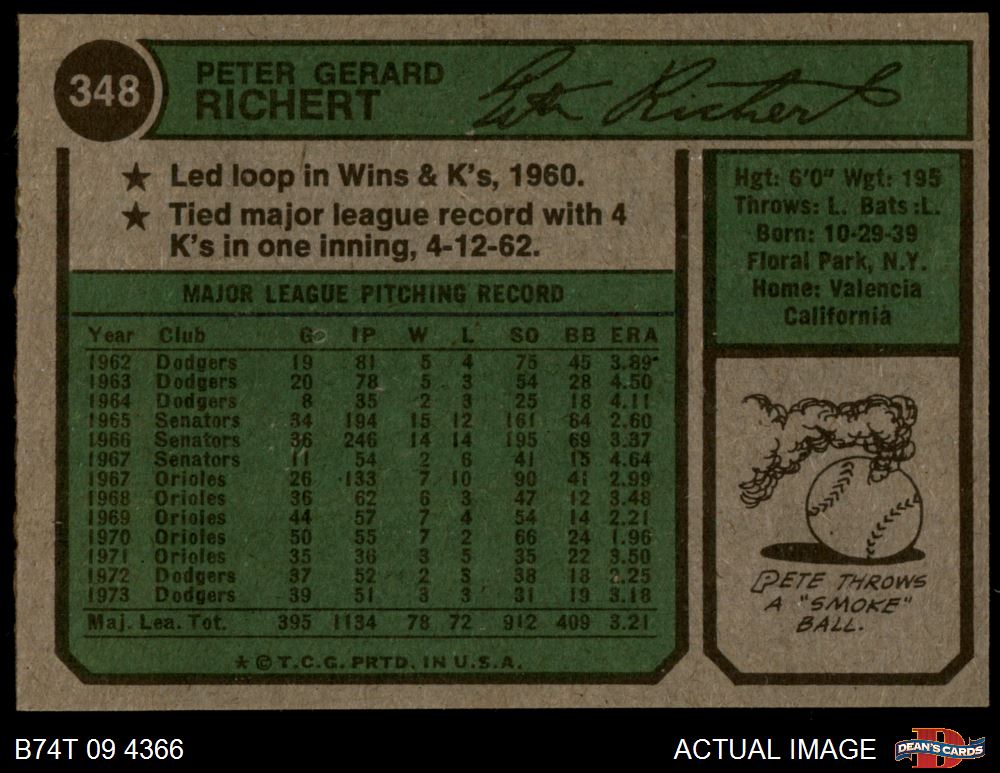 348
PETER GERARD
RICHERT
Pete Richert
★ Led loop in Wins & K's, 1960.
★ Tied major league record with 4
K's in one inning, 4-12-62.
MAJOR LEAGUE PITCHING RECORD
Year Club G IP W L SO BB ERA
1962 Dodgers 19 81 5 4 75 45 3.89
1963 Dodgers 20 78 5 3 54 28 4.50
1964 Dodgers 8 35 2 3 25 18 4.11
1965 Senators 34 194 15 12 161 84 2.60
1966 Senators 36 246 14 14 195 69 3.37
1967 Senators 11 54 2 6 41 15 4.64
1967 Orioles 26 133 7 10 90 41 2.99
1968 Orioles 36 62 6 3 47 12 3.48
1969 Orioles 44 57 7 4 54 14 2.21
1970 Orioles 50 55 7 2 66 24 1.96
1971 Orioles 35 36 3 5 35 22 3.50
1972 Dodgers 37 52 2 3 38 18 2.25
1973 Dodgers 39 51 3 3 31 19 3.18
Maj. Lea. Tot. 395 1134 78 72 912 409 3.21
★ © T.C.G. PRTD. IN U.S.A.
Hgt: 6'0" Wgt: 195
Throws: L. Bats: L.
Born: 10-29-39
Floral Park, N.Y.
Home: Valencia
California
PETE THROWS
A "SMOKE"
BALL.
B74T 09 4366
ACTUAL IMAGE
D
DEAN'S CARDS